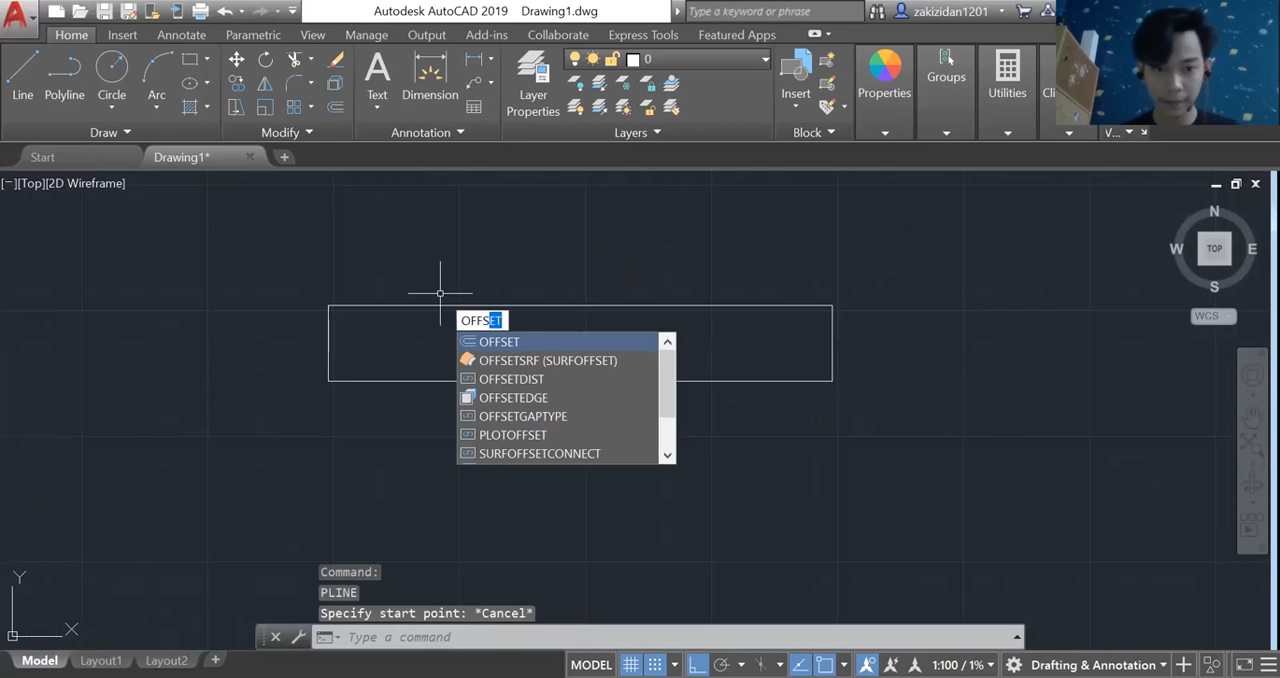 Autodesk AutoCAD 2019 Drawing1.dwg
Type a keyword or phrase
zakizidan1201
Home Insert Annotate Parametric View Manage Output Add-ins Collaborate Express Tools Featured Apps
Line Polyline Circle Arc
Text Dimension
Layer Properties
0
Insert
Properties
Groups
Utilities
Draw
Modify
Annotation
Layers
Block
V...
Start
Drawing1*
[−][Top][2D Wireframe]
N
W TOP E
S
WCS
OFFSET
OFFSET
OFFSETSRF (SURFOFFSET)
OFFSETDIST
OFFSETEDGE
OFFSETGAPTYPE
PLOTOFFSET
SURFOFFSETCONNECT
Y
X
Command:
PLINE
Specify start point: *Cancel*
Type a command
Model Layout1 Layout2
MODEL
1:100 / 1%
Drafting & Annotation